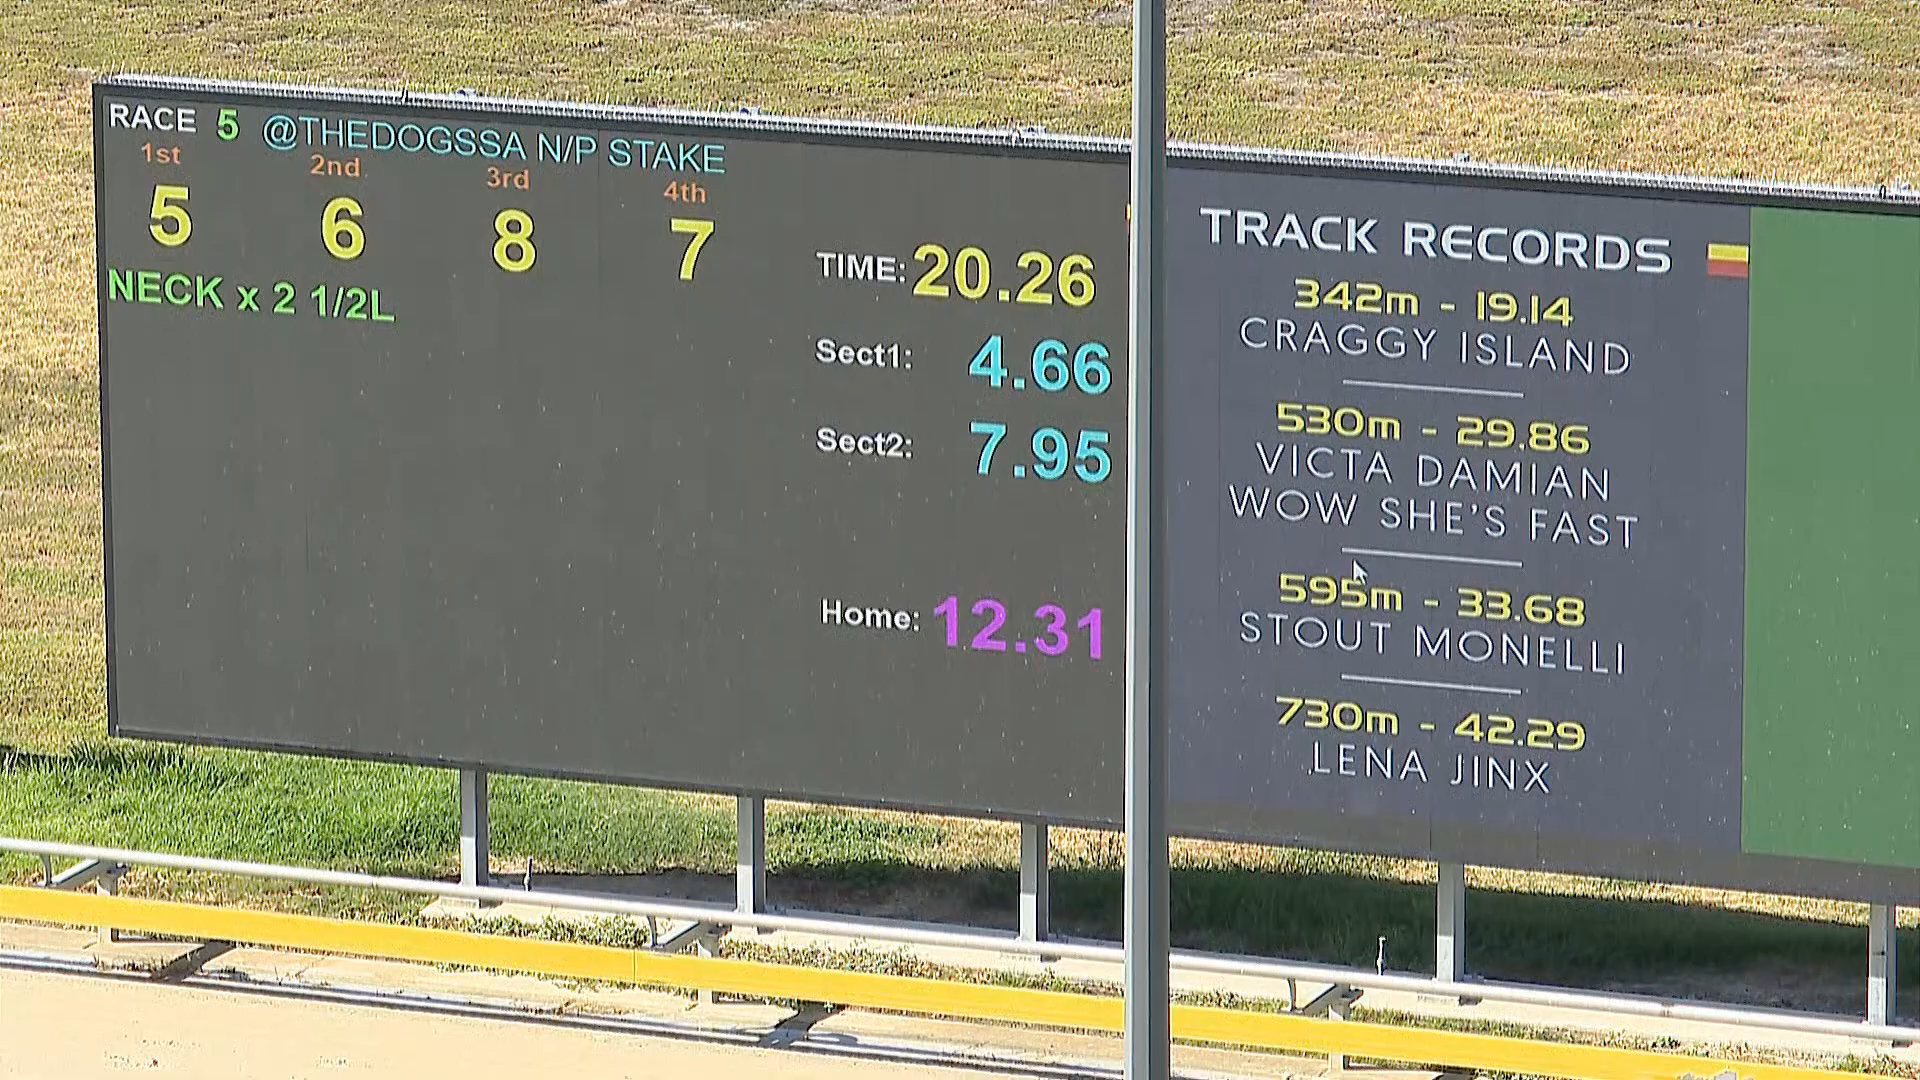 RACE 5 @THEDOGSSA N/P STAKE
1st 2nd 3rd 4th
5 6 8 7
NECK x 2 1/2L
TIME: 20.26
Sect1: 4.66
Sect2: 7.95
Home: 12.31
TRACK RECORDS
342m - 19.14
CRAGGY ISLAND
530m - 29.86
VICTA DAMIAN
WOW SHE'S FAST
595m - 33.68
STOUT MONELLI
730m - 42.29
LENA JINX